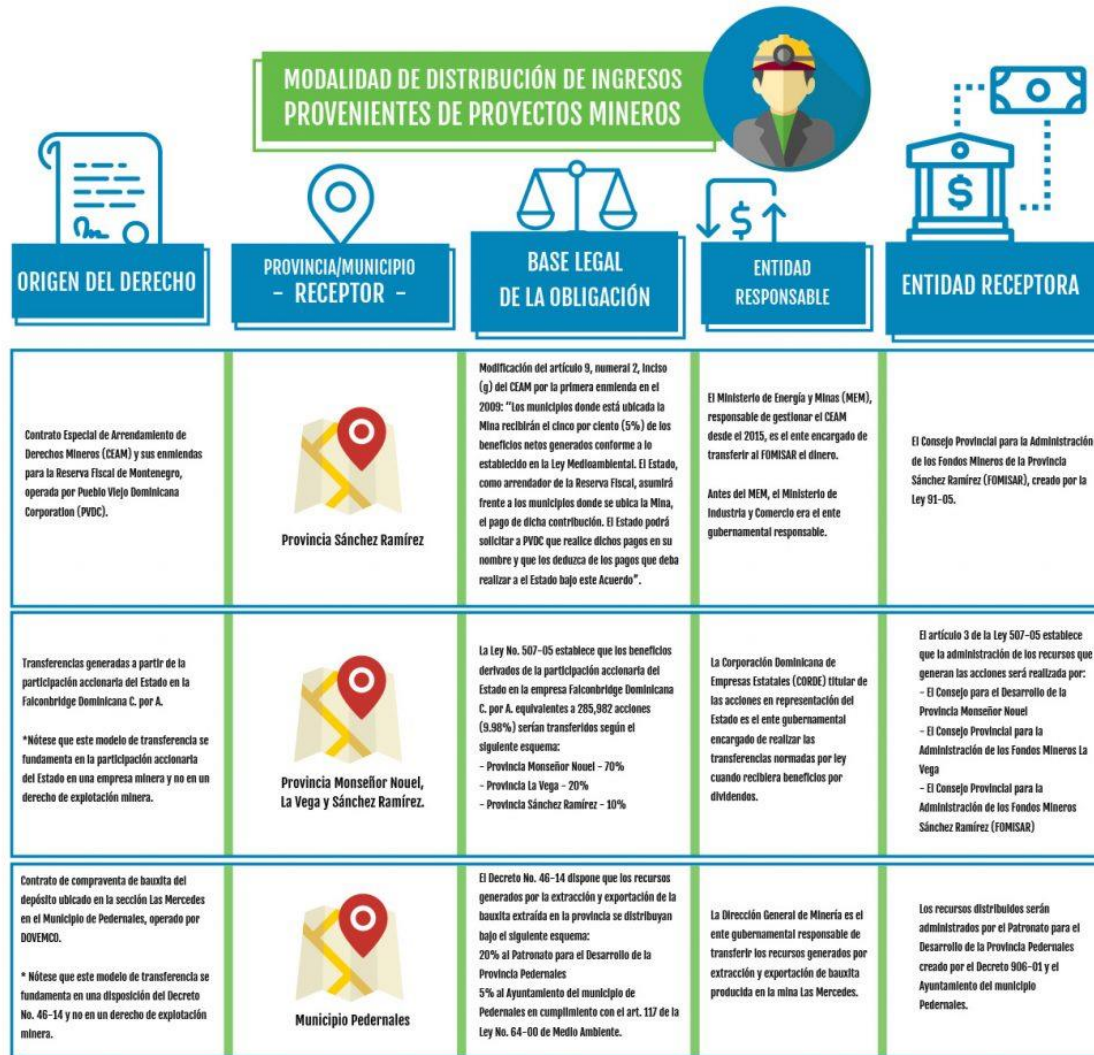 MODALIDAD DE DISTRIBUCIÓN DE INGRESOS
PROVENIENTES DE PROYECTOS MINEROS
ORIGEN DEL DERECHO
PROVINCIA/MUNICIPIO
- RECEPTOR -
BASE LEGAL
DE LA OBLIGACIÓN
$
ENTIDAD
RESPONSABLE
$
ENTIDAD RECEPTORA
Contrato Especial de Arrendamiento de
Derechos Mineros (CEAM) y sus enmiendas
para la Reserva Fiscal de Montenegro,
operada por Pueblo Viejo Dominicana
Corporation (PVDC).
Provincia Sánchez Ramírez
Modificación del artículo 9, numeral 2, inciso
(g) del CEAM por la primera enmienda en el
2009: “Los municipios donde está ubicada la
Mina recibirán el cinco por ciento (5%) de los
beneficios netos generados conforme a lo
establecido en la Ley Medioambiental. El Estado,
como arrendador de la Reserva Fiscal, asumirá
frente a los municipios donde se ubica la Mina,
el pago de dicha contribución. El Estado podrá
solicitar a PVDC que realice dichos pagos en su
nombre y que los deduzca de los pagos que deba
realizar a el Estado bajo este Acuerdo”.
El Ministerio de Energía y Minas (MEM),
responsable de gestionar el CEAM
desde el 2015, es el ente encargado de
transferir al FOMISAR el dinero.
Antes del MEM, el Ministerio de
Industria y Comercio era el ente
gubernamental responsable.
El Consejo Provincial para la Administración
de los Fondos Mineros de la Provincia
Sánchez Ramírez (FOMISAR), creado por la
Ley 91-05.
Transferencias generadas a partir de la
participación accionaria del Estado en la
Falconbridge Dominicana C. por A.
*Nótese que este modelo de transferencia se
fundamenta en la participación accionaria
del Estado en una empresa minera y no en un
derecho de explotación minera.
Provincia Monseñor Nouel,
La Vega y Sánchez Ramírez.
La Ley No. 507-05 establece que los beneficios
derivados de la participación accionaria del
Estado en la empresa Falconbridge Dominicana
C. por A. equivalentes a 285,982 acciones
(9.98%) serían transferidos según el
siguiente esquema:
- Provincia Monseñor Nouel - 70%
- Provincia La Vega - 20%
- Provincia Sánchez Ramírez - 10%
La Corporación Dominicana de
Empresas Estatales (CORDE) titular de
las acciones en representación del
Estado es el ente gubernamental
encargado de realizar las
transferencias normadas por ley
cuando recibiera beneficios por
dividendos.
El artículo 3 de la Ley 507-05 establece
que la administración de los recursos que
generan las acciones será realizada por:
- El Consejo para el Desarrollo de la
Provincia Monseñor Nouel
- El Consejo Provincial para la
Administración de los Fondos Mineros La
Vega
- El Consejo Provincial para la
Administración de los Fondos Mineros
Sánchez Ramírez (FOMISAR)
Contrato de compraventa de bauxita del
depósito ubicado en la sección Las Mercedes
en el Municipio de Pedernales, operado por
DOVEMCO.
* Nótese que este modelo de transferencia se
fundamenta en una disposición del Decreto
No. 46-14 y no en un derecho de explotación
minera.
Municipio Pedernales
El Decreto No. 46-14 dispone que los recursos
generados por la extracción y exportación de la
bauxita extraída en la provincia se distribuyan
bajo el siguiente esquema:
20% al Patronato para el Desarrollo de la
Provincia Pedernales
5% al Ayuntamiento del municipio de
Pedernales en cumplimiento con el art. 117 de la
Ley No. 64-00 de Medio Ambiente.
La Dirección General de Minería es el
ente gubernamental responsable de
transferir los recursos generados por
extracción y exportación de bauxita
producida en la mina Las Mercedes.
Los recursos distribuidos serán
administrados por el Patronato para el
Desarrollo de la Provincia Pedernales
creado por el Decreto 906-01 y el
Ayuntamiento del municipio
Pedernales.